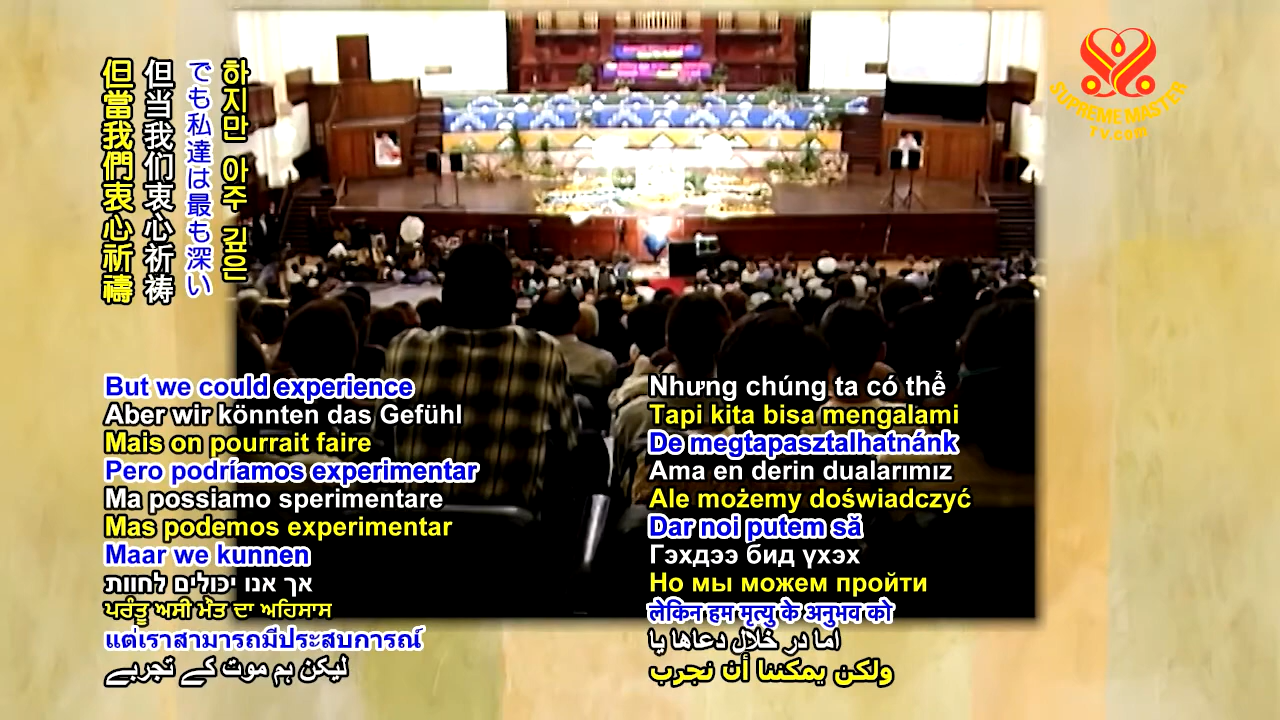 하지만 아주 깊은
でも私達は最も深い
但当我们衷心祈祷
但當我們衷心祈禱
SUPREME MASTER
TV.com
But we could experience
Aber wir könnten das Gefühl
Mais on pourrait faire
Pero podríamos experimentar
Ma possiamo sperimentare
Mas podemos experimentar
Maar we kunnen
אך אנו יכולים לחוות
ਪਰੰਤੂ ਅਸੀ ਮੌਤ ਦਾ ਅਹਿਸਾਸ
แต่เราสามารถมีประสบการณ์
لیکن ہم موت کے تجربے
Nhưng chúng ta có thể
Tapi kita bisa mengalami
De megtapasztalhatnánk
Ama en derin dualarımız
Ale możemy doświadczyć
Dar noi putem să
Гэхдээ бид үхэх
Но мы можем пройти
लेकिन हम मृत्यु के अनुभव को
اما در خلال دعاها یا
ولكن يمكننا أن نجرب